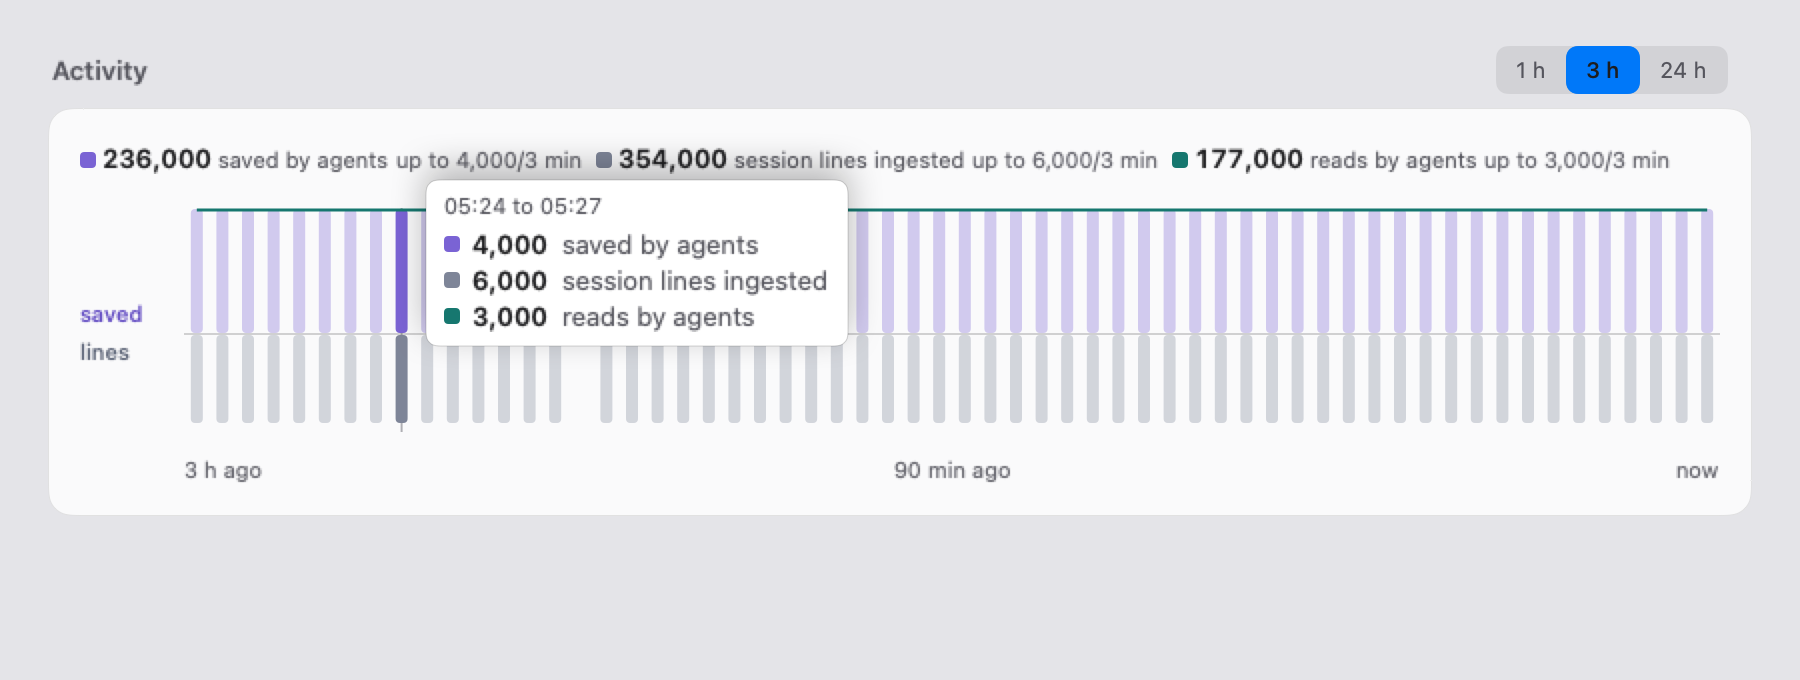 Activity
1 h 3 h 24 h
236,000 saved by agents up to 4,000/3 min 354,000 session lines ingested up to 6,000/3 min 177,000 reads by agents up to 3,000/3 min
05:24 to 05:27
4,000 saved by agents
6,000 session lines ingested
3,000 reads by agents
saved
lines
3 h ago 90 min ago now